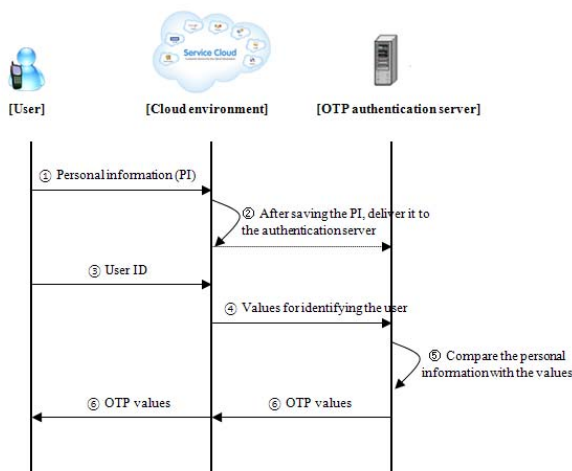 Service Cloud
[User]
[Cloud environment]
[OTP authentication server]
① Personal information (PI)
② After saving the PI, deliver it to
the authentication server
③ User ID
④ Values for identifying the user
⑤ Compare the personal
information with the values
⑥ OTP values
⑥ OTP values